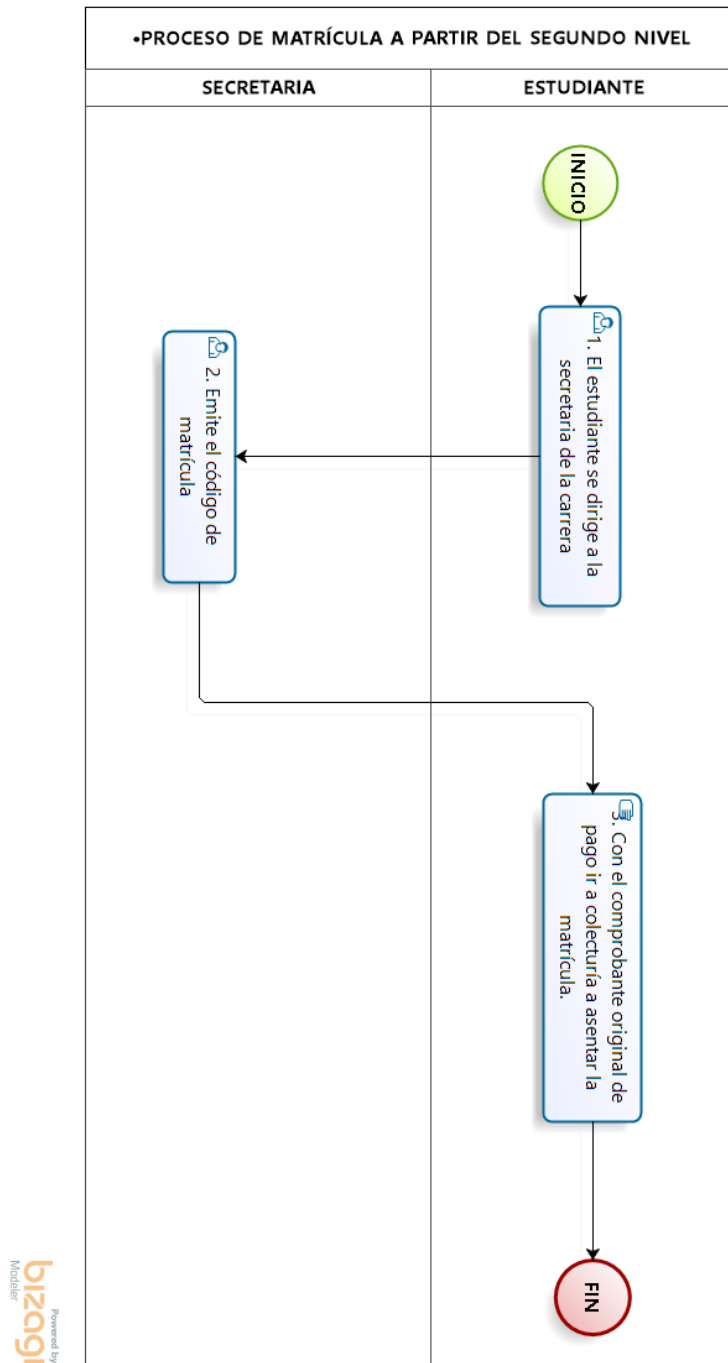 •PROCESO DE MATRÍCULA A PARTIR DEL SEGUNDO NIVEL
SECRETARIA
ESTUDIANTE
INICIO
1. El estudiante se dirige a la
secretaria de la carrera
2. Emite el código de
matrícula
3. Con el comprobante original de
pago ir a colecturía a asentar la
matrícula.
FIN
Powered by
bizagi
Modeler